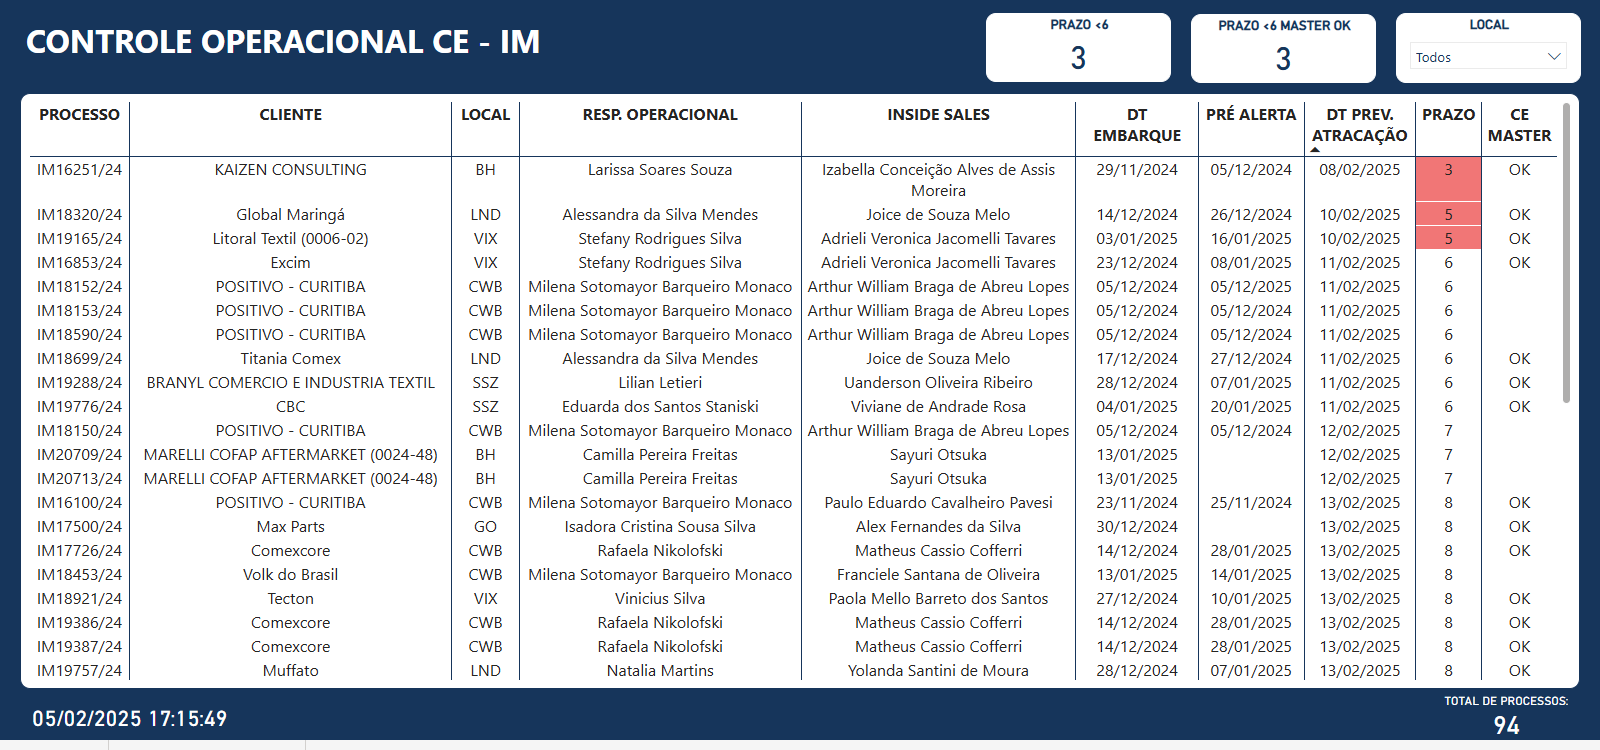 CONTROLE OPERACIONAL CE - IM
PRAZO <6
3
PRAZO <6 MASTER OK
3
LOCAL
Todos
PROCESSO CLIENTE LOCAL RESP. OPERACIONAL INSIDE SALES DT EMBARQUE PRÉ ALERTA DT PREV. ATRACAÇÃO PRAZO CE MASTER
IM16251/24 KAIZEN CONSULTING BH Larissa Soares Souza Izabella Conceição Alves de Assis Moreira 29/11/2024 05/12/2024 08/02/2025 3 OK
IM18320/24 Global Maringá LND Alessandra da Silva Mendes Joice de Souza Melo 14/12/2024 26/12/2024 10/02/2025 5 OK
IM19165/24 Litoral Textil (0006-02) VIX Stefany Rodrigues Silva Adrieli Veronica Jacomelli Tavares 03/01/2025 16/01/2025 10/02/2025 5 OK
IM16853/24 Excim VIX Stefany Rodrigues Silva Adrieli Veronica Jacomelli Tavares 23/12/2024 08/01/2025 11/02/2025 6 OK
IM18152/24 POSITIVO - CURITIBA CWB Milena Sotomayor Barqueiro Monaco Arthur William Braga de Abreu Lopes 05/12/2024 05/12/2024 11/02/2025 6
IM18153/24 POSITIVO - CURITIBA CWB Milena Sotomayor Barqueiro Monaco Arthur William Braga de Abreu Lopes 05/12/2024 05/12/2024 11/02/2025 6
IM18590/24 POSITIVO - CURITIBA CWB Milena Sotomayor Barqueiro Monaco Arthur William Braga de Abreu Lopes 05/12/2024 05/12/2024 11/02/2025 6
IM18699/24 Titania Comex LND Alessandra da Silva Mendes Joice de Souza Melo 17/12/2024 27/12/2024 11/02/2025 6 OK
IM19288/24 BRANYL COMERCIO E INDUSTRIA TEXTIL SSZ Lilian Letieri Uanderson Oliveira Ribeiro 28/12/2024 07/01/2025 11/02/2025 6 OK
IM19776/24 CBC SSZ Eduarda dos Santos Staniski Viviane de Andrade Rosa 04/01/2025 20/01/2025 11/02/2025 6 OK
IM18150/24 POSITIVO - CURITIBA CWB Milena Sotomayor Barqueiro Monaco Arthur William Braga de Abreu Lopes 05/12/2024 05/12/2024 12/02/2025 7
IM20709/24 MARELLI COFAP AFTERMARKET (0024-48) BH Camilla Pereira Freitas Sayuri Otsuka 13/01/2025 12/02/2025 7
IM20713/24 MARELLI COFAP AFTERMARKET (0024-48) BH Camilla Pereira Freitas Sayuri Otsuka 13/01/2025 12/02/2025 7
IM16100/24 POSITIVO - CURITIBA CWB Milena Sotomayor Barqueiro Monaco Paulo Eduardo Cavalheiro Pavesi 23/11/2024 25/11/2024 13/02/2025 8 OK
IM17500/24 Max Parts GO Isadora Cristina Sousa Silva Alex Fernandes da Silva 30/12/2024 13/02/2025 8 OK
IM17726/24 Comexcore CWB Rafaela Nikolofski Matheus Cassio Cofferri 14/12/2024 28/01/2025 13/02/2025 8 OK
IM18453/24 Volk do Brasil CWB Milena Sotomayor Barqueiro Monaco Franciele Santana de Oliveira 13/01/2025 14/01/2025 13/02/2025 8
IM18921/24 Tecton VIX Vinicius Silva Paola Mello Barreto dos Santos 27/12/2024 10/01/2025 13/02/2025 8 OK
IM19386/24 Comexcore CWB Rafaela Nikolofski Matheus Cassio Cofferri 14/12/2024 28/01/2025 13/02/2025 8 OK
IM19387/24 Comexcore CWB Rafaela Nikolofski Matheus Cassio Cofferri 14/12/2024 28/01/2025 13/02/2025 8 OK
IM19757/24 Muffato LND Natalia Martins Yolanda Santini de Moura 28/12/2024 07/01/2025 13/02/2025 8 OK
05/02/2025 17:15:49
TOTAL DE PROCESSOS:
94